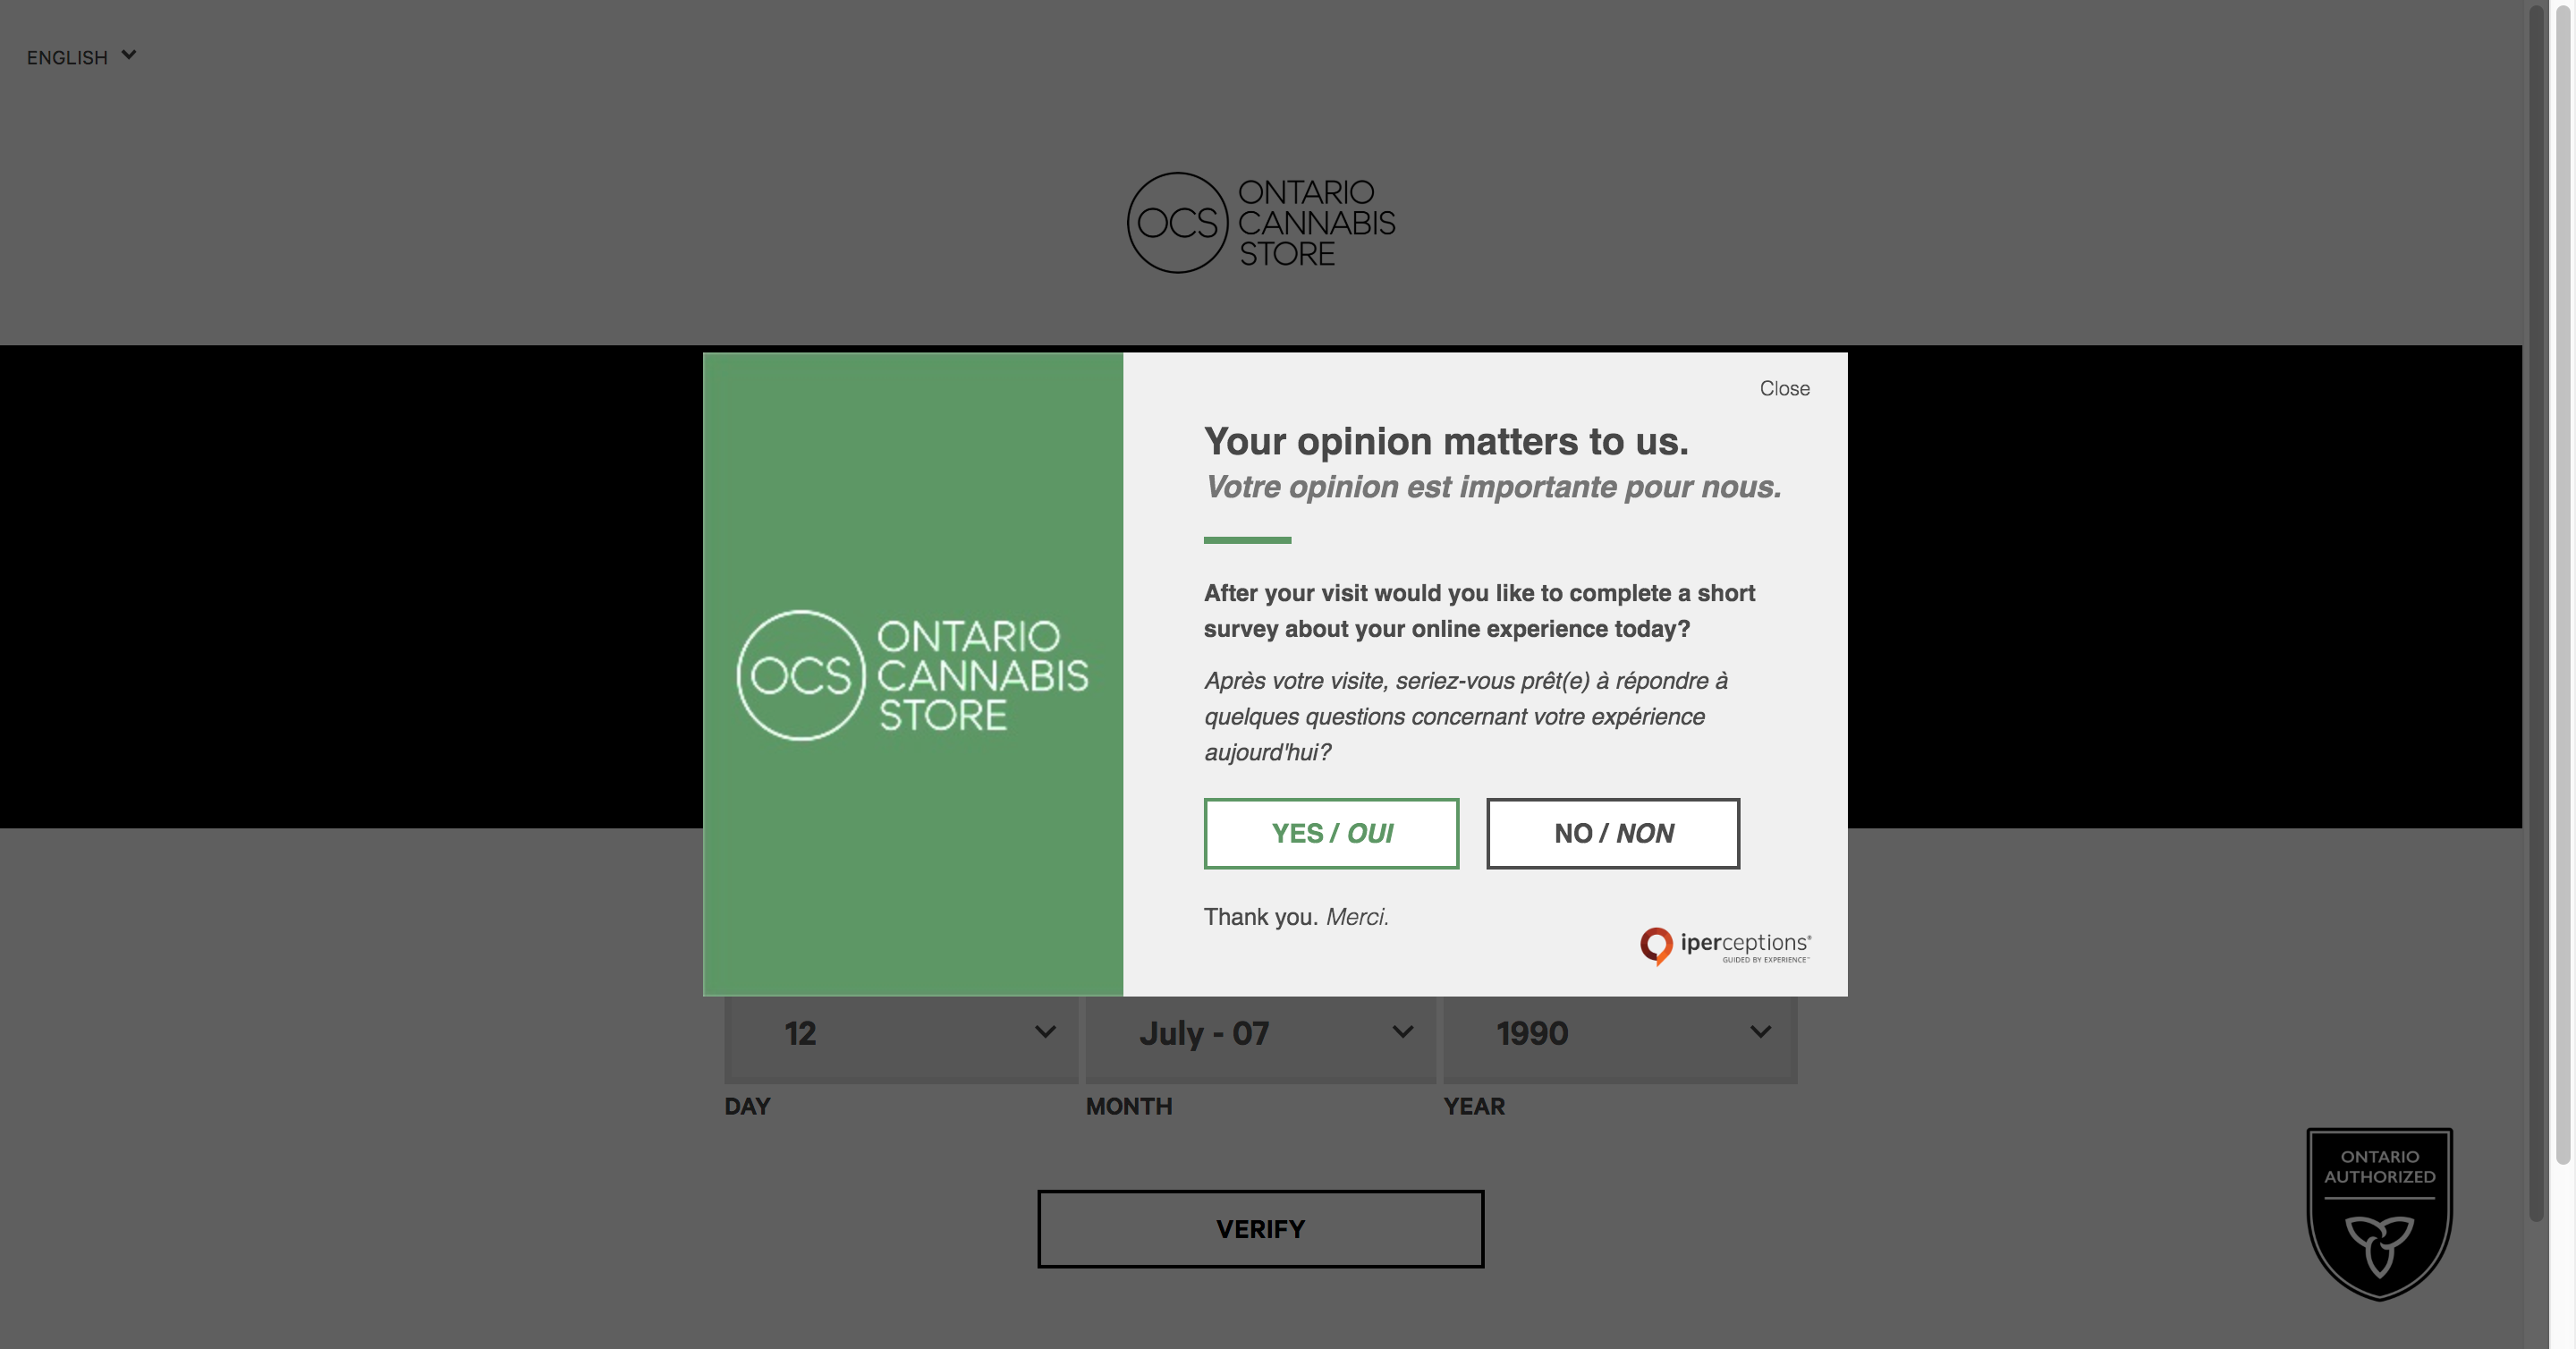 ENGLISH
OCS
ONTARIO
CANNABIS
STORE
Close
Your opinion matters to us.
Votre opinion est importante pour nous.
OCS
ONTARIO
CANNABIS
STORE
After your visit would you like to complete a short
survey about your online experience today?
Après votre visite, seriez-vous prêt(e) à répondre à
quelques questions concernant votre expérience
aujourd'hui?
YES / OUI
NO / NON
Thank you. Merci.
iperceptions®
GUIDED BY EXERIENCE™
12
July - 07
1990
DAY
MONTH
YEAR
VERIFY
ONTARIO
AUTHORIZED